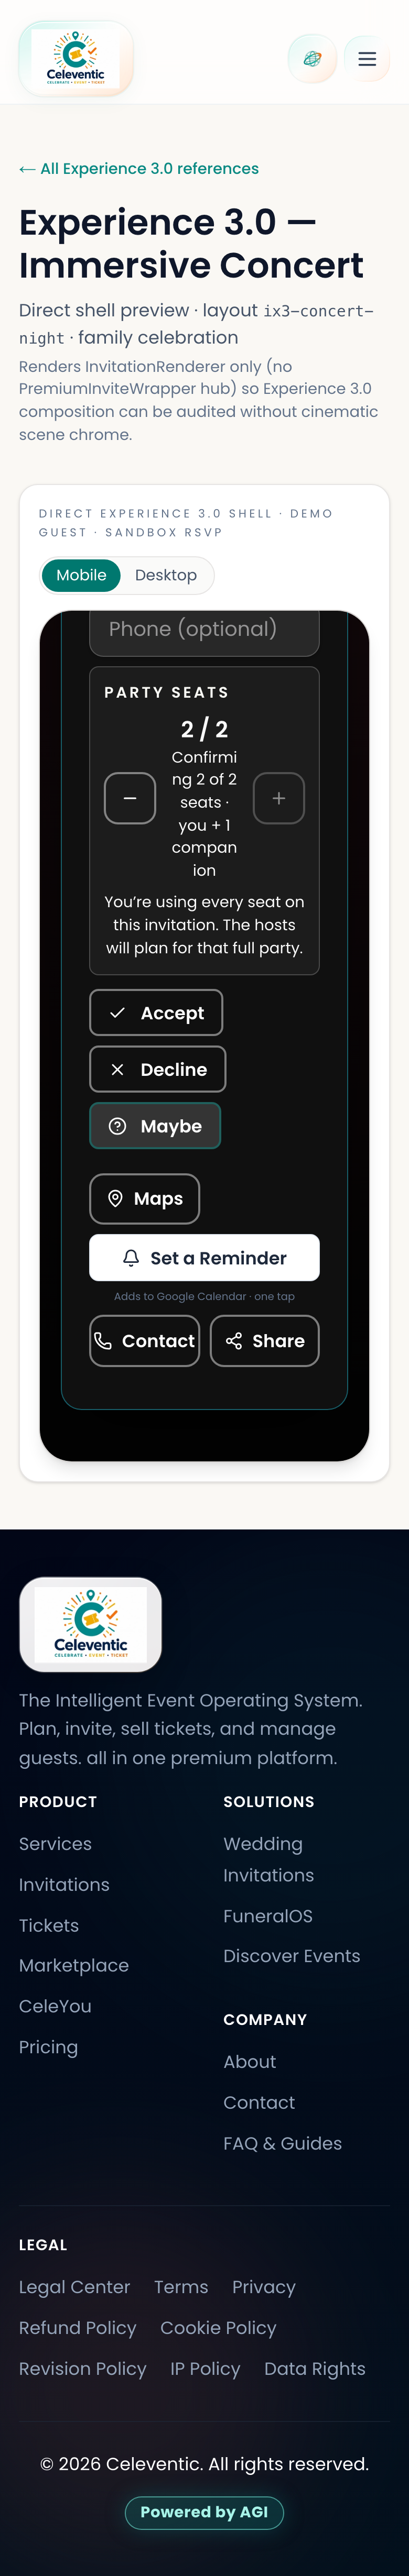 Celeventic
CELEBRATE • EVENT • TICKET
← All Experience 3.0 references
Experience 3.0 —
Immersive Concert
Direct shell preview · layout ix3-concert-
night · family celebration
Renders InvitationRenderer only (no
PremiumInviteWrapper hub) so Experience 3.0
composition can be audited without cinematic
scene chrome.
DIRECT EXPERIENCE 3.0 SHELL · DEMO
GUEST · SANDBOX RSVP
Mobile Desktop
Phone (optional)
PARTY SEATS
2 / 2
Confirmi
ng 2 of 2
seats ·
you + 1
compan
ion
You’re using every seat on
this invitation. The hosts
will plan for that full party.
Accept
Decline
Maybe
Maps
Set a Reminder
Adds to Google Calendar · one tap
Contact Share
Celeventic
CELEBRATE • EVENT • TICKET
The Intelligent Event Operating System.
Plan, invite, sell tickets, and manage
guests. all in one premium platform.
PRODUCT
Services
Invitations
Tickets
Marketplace
CeleYou
Pricing
SOLUTIONS
Wedding
Invitations
FuneralOS
Discover Events
COMPANY
About
Contact
FAQ & Guides
LEGAL
Legal Center Terms Privacy
Refund Policy Cookie Policy
Revision Policy IP Policy Data Rights
© 2026 Celeventic. All rights reserved.
Powered by AGI